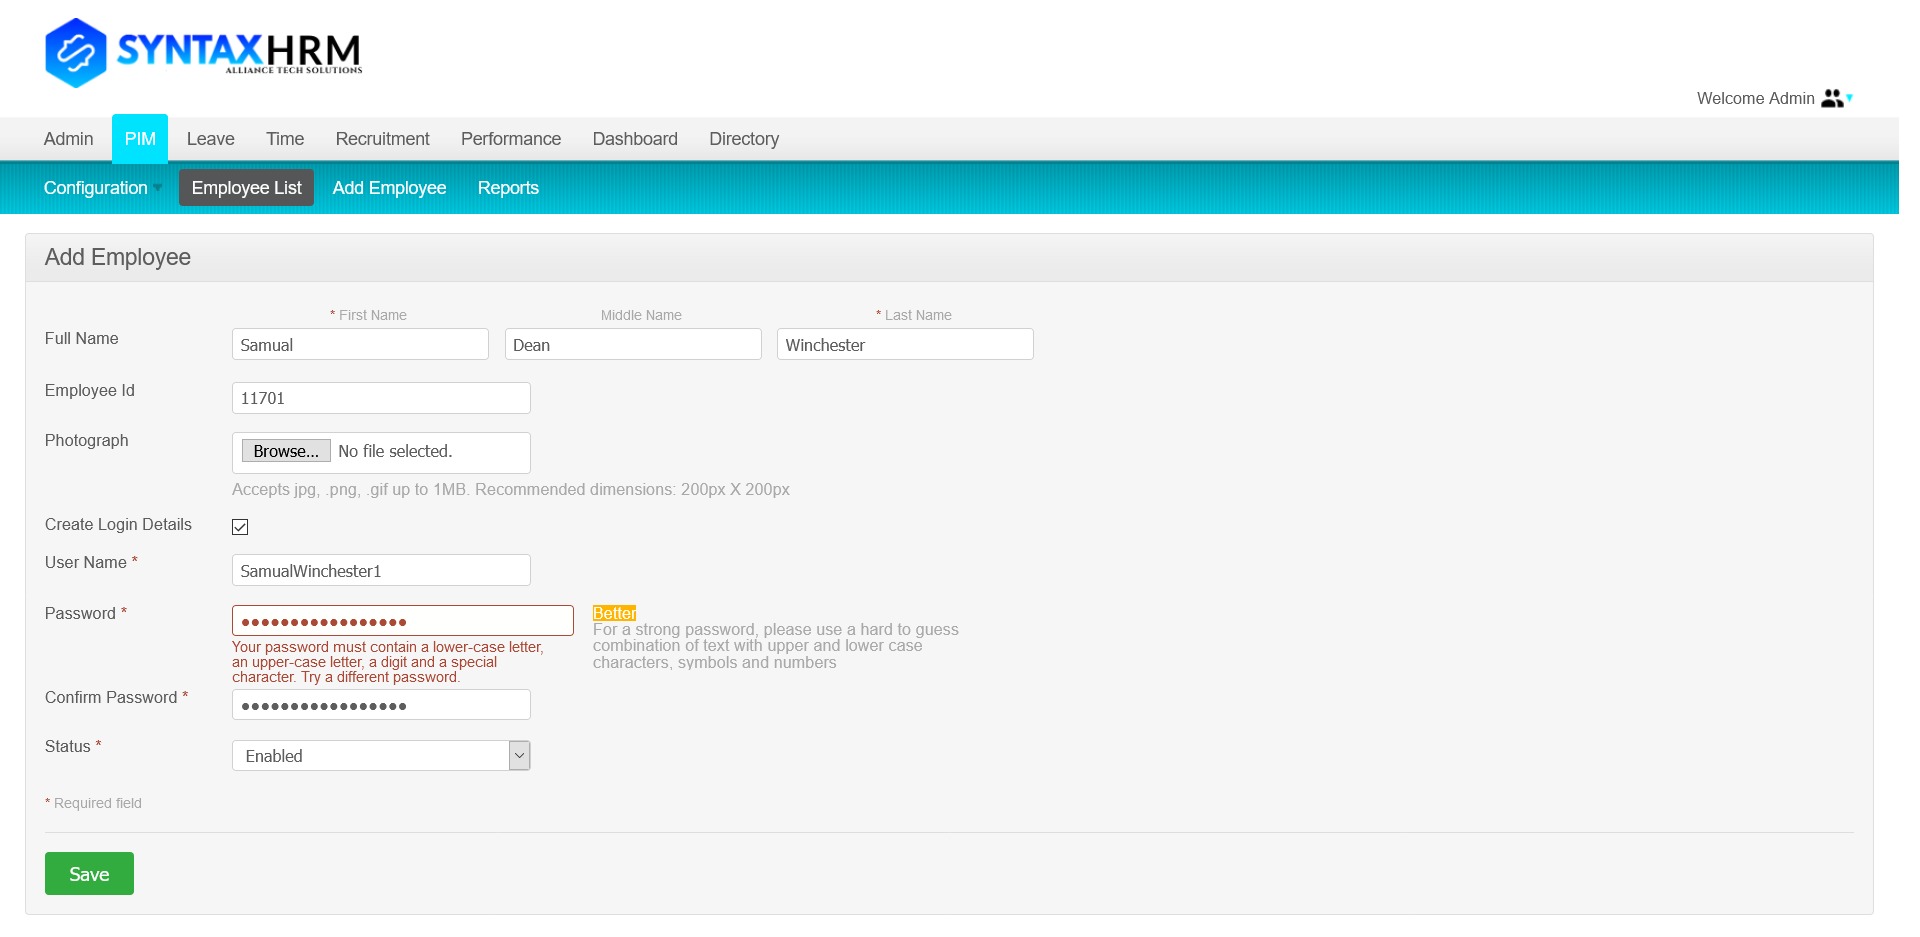 SYNTAXHRM
ALLIANCE TECH SOLUTIONS
Welcome Admin
Admin PIM Leave Time Recruitment Performance Dashboard Directory
Configuration Employee List Add Employee Reports
Add Employee
* First Name Middle Name * Last Name
Full Name Samual Dean Winchester
Employee Id 11701
Photograph Browse... No file selected.
Accepts jpg, .png, .gif up to 1MB. Recommended dimensions: 200px X 200px
Create Login Details
User Name * SamualWinchester1
Password * ●●●●●●●●●●●●●●●●● Better
For a strong password, please use a hard to guess
combination of text with upper and lower case
characters, symbols and numbers
Your password must contain a lower-case letter,
an upper-case letter, a digit and a special
character. Try a different password.
Confirm Password * ●●●●●●●●●●●●●●●●●
Status * Enabled
* Required field
Save